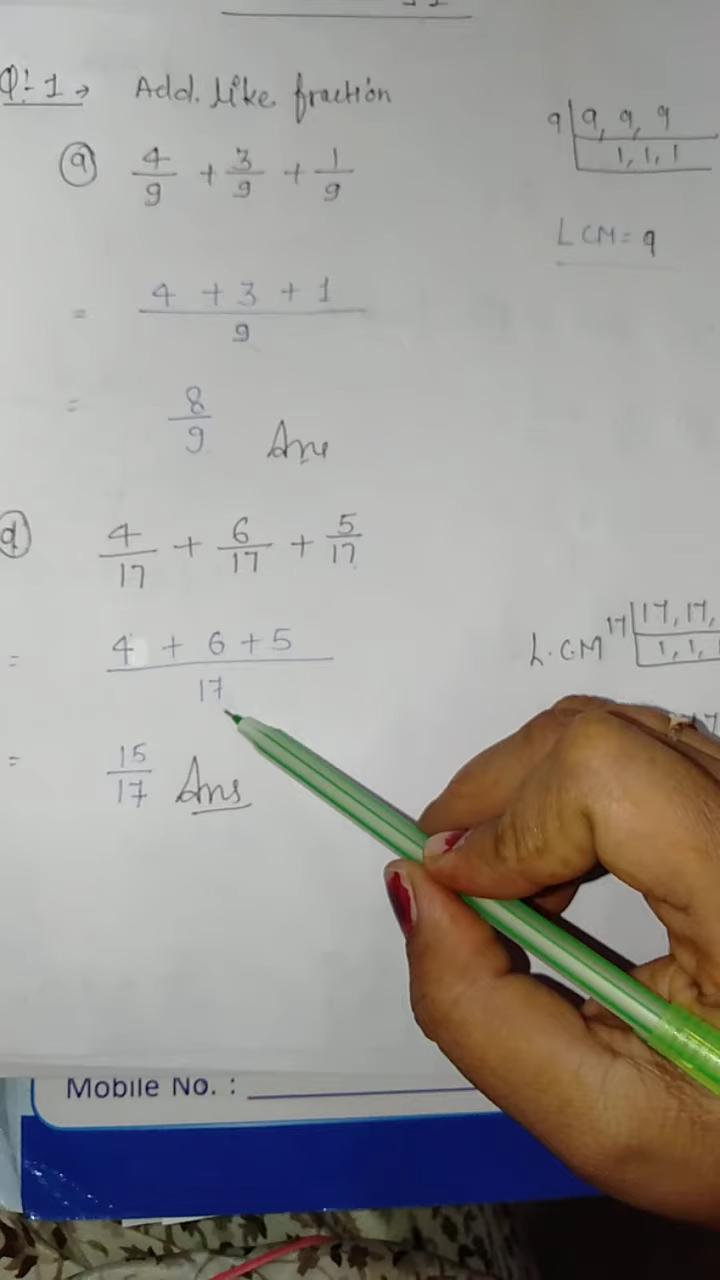 Q!-1→ Add. like fraction
(a) 4/9 + 3/9 + 1/9
9 | 9, 9, 9
1, 1, 1
LCM = 9
= 4 + 3 + 1 / 9
= 8/9 Ans
(d) 4/17 + 6/17 + 5/17
= 4 + 6 + 5 / 17
L.CM 17 | 17, 17,
1, 1, 1
= 15/17 Ans
Mobile No. :